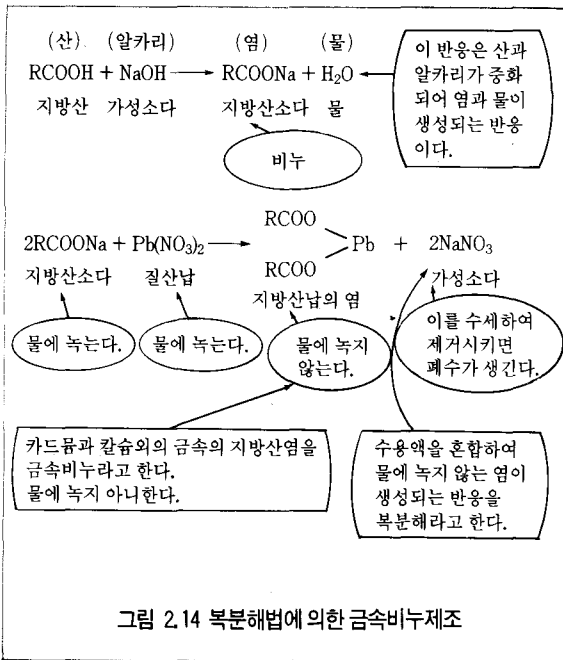 (산) (알카리) (염) (물)
RCOOH + NaOH → RCOONa + H₂O
지방산 가성소다 지방산소다 물
비누
이 반응은 산과
알카리가 중화
되어 염과 물이
생성되는 반응
이다.
RCOO
2RCOONa + Pb(NO₃)₂ → Pb + 2NaNO₃
RCOO
지방산소다 질산납 지방산납의 염 가성소다
물에 녹는다.
물에 녹는다.
물에 녹지
않는다.
이를 수세하여
제거시키면
폐수가 생긴다.
카드뮴과 칼슘외의 금속의 지방산염을
금속비누라고 한다.
물에 녹지 아니한다.
수용액을 혼합하여
물에 녹지 않는 염이
생성되는 반응을
복분해라고 한다.
그림 2.14 복분해법에 의한 금속비누제조